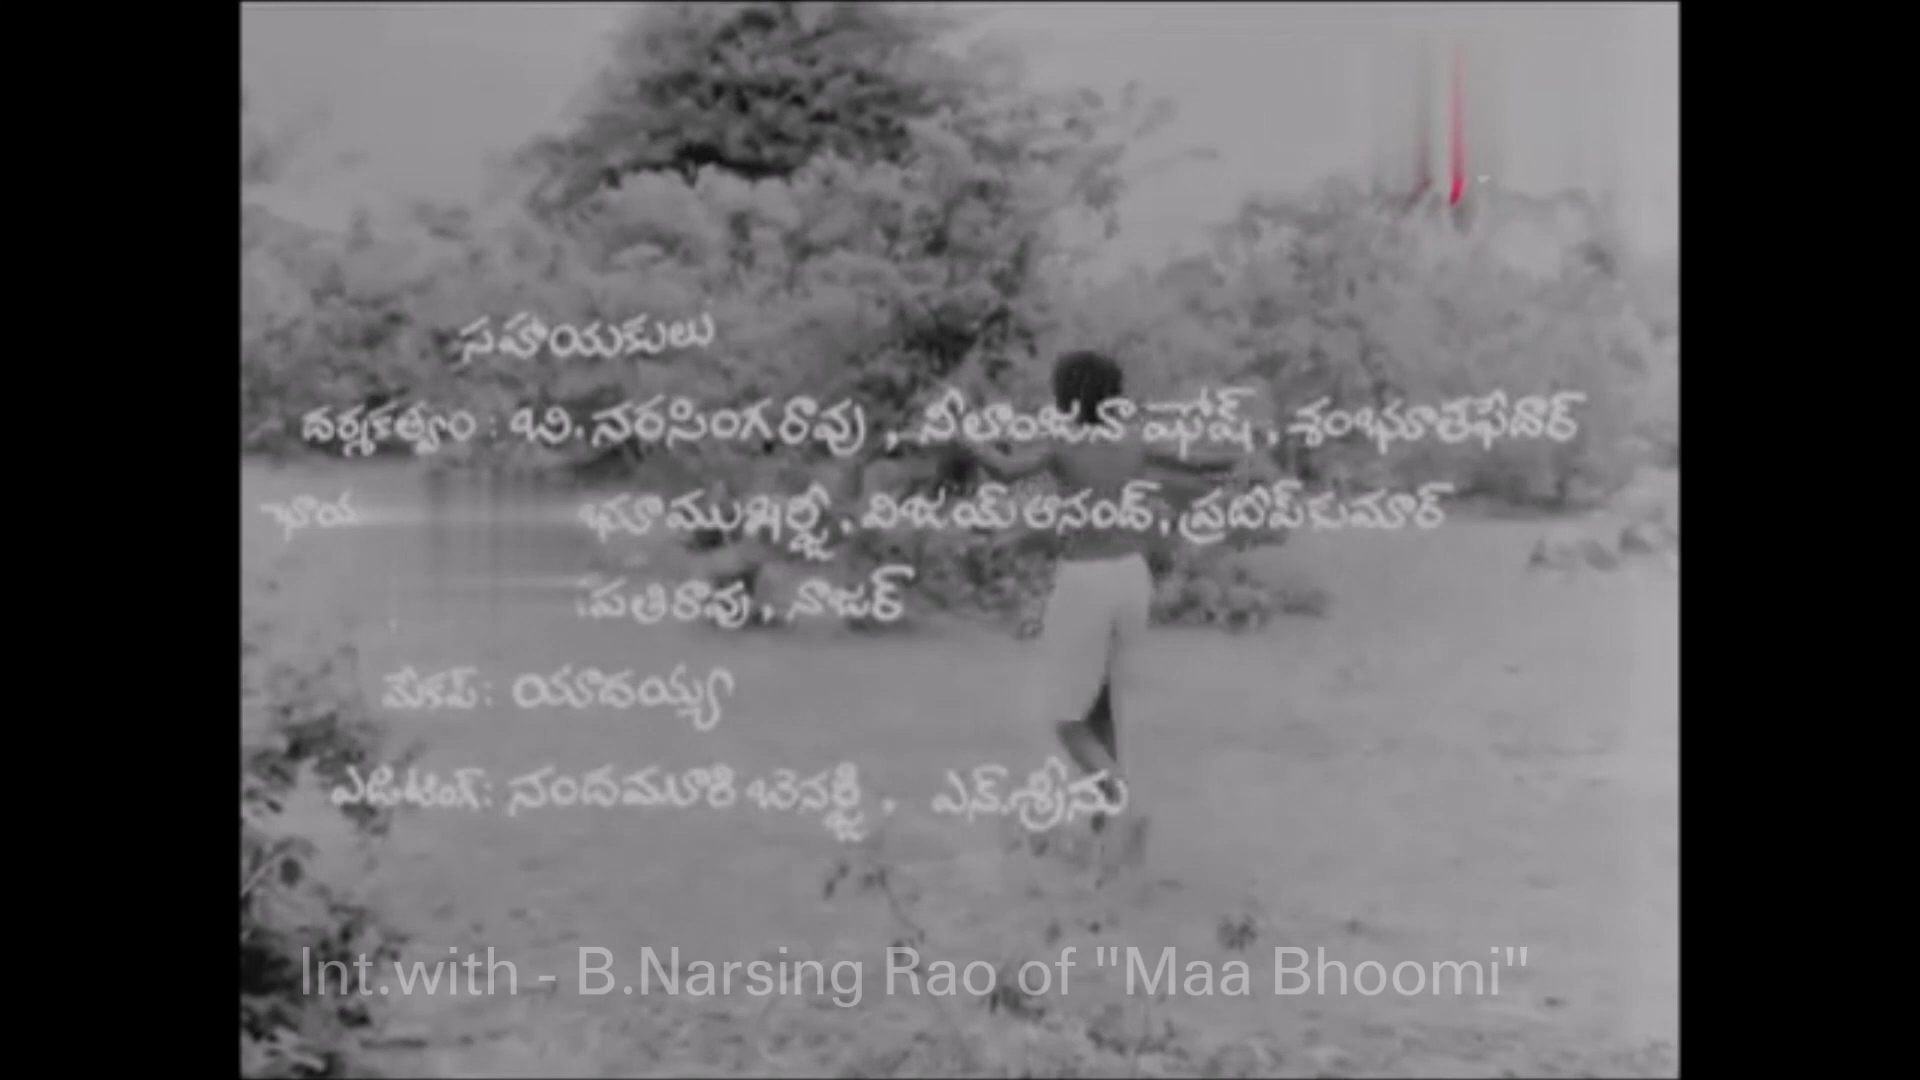 సహాయకులు
దర్శకత్వం : బి. నరసింగరావు , నీలాంజనా ఘోష్ , శంభూతఫేదార్
ఛాయ ముఖర్జీ , విజయ్ ఆనంద్ , ప్రదీప్ కుమార్
పతిరావు , నాజర్
మేకప్ : యాదయ్య
ఎడిటింగ్ : నందమూరి బెనర్జీ , ఎన్. శ్రీను
Int.with - B.Narsing Rao of "Maa Bhoomi"